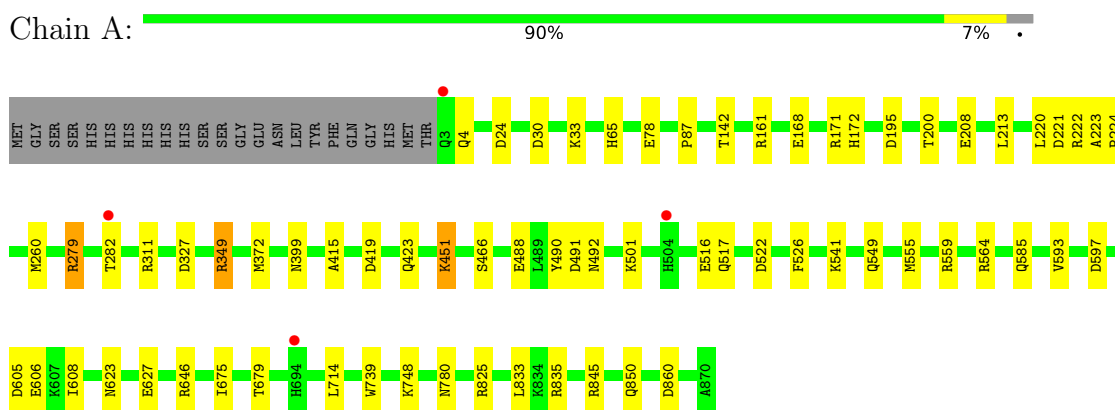 Chain A:
90% 7% •
MET GLY SER SER HIS HIS HIS HIS HIS HIS SER SER GLY GLU ASN LEU TYR PHE GLN GLY HIS MET THR Q3 Q4 D24 D30 K33 H65 E78 P87 T142 R161 E168 R171 H172 D195 T200 E208 L213 L220 D221 R222 A223
M260 R279 T282 R311 D327 R349 M372 N399 A415 D419 Q423 K451 S466 E488 L489 Y490 D491 N492 K501 H504 E516 Q517 D522 F526 K541 Q549 M555 R559 R564 Q585 V593 D597
D605 E606 K607 I608 N623 E627 R646 I675 T679 H694 L714 W739 K748 N780 R825 L833 K834 R835 R845 Q850 D860 A870